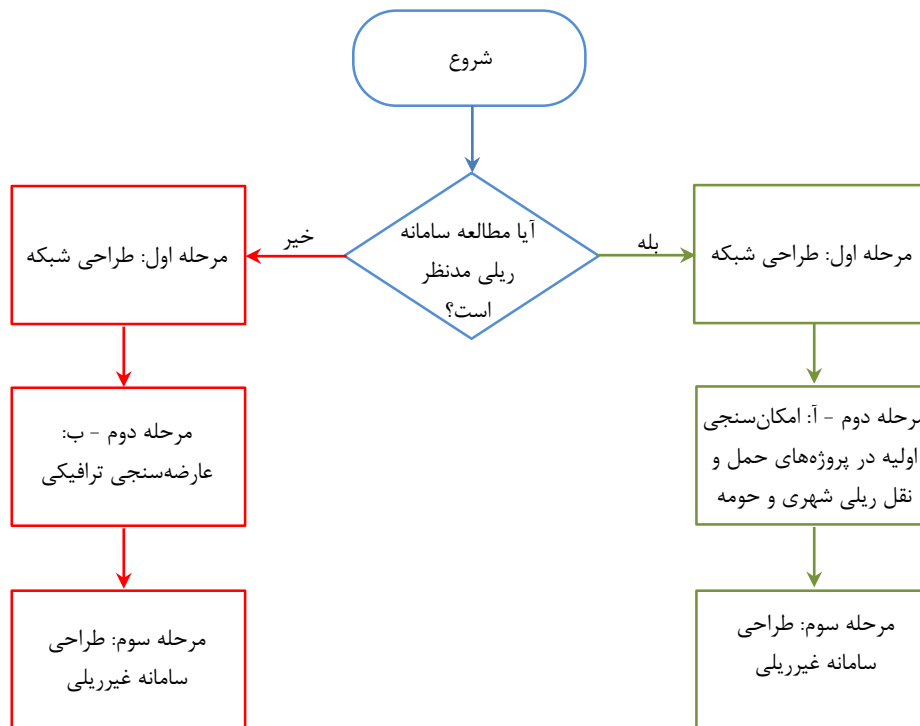 شروع
آیا مطالعه سامانه
ریلی مدنظر
است؟
بله
خیر
مرحله اول: طراحی شبکه
مرحله دوم - آ: امکان‌سنجی
اولیه در پروژه‌های حمل و
نقل ریلی شهری و حومه
مرحله سوم: طراحی
سامانه غیرریلی
مرحله اول: طراحی شبکه
مرحله دوم - ب:
عارضه‌سنجی ترافیکی
مرحله سوم: طراحی
سامانه غیرریلی